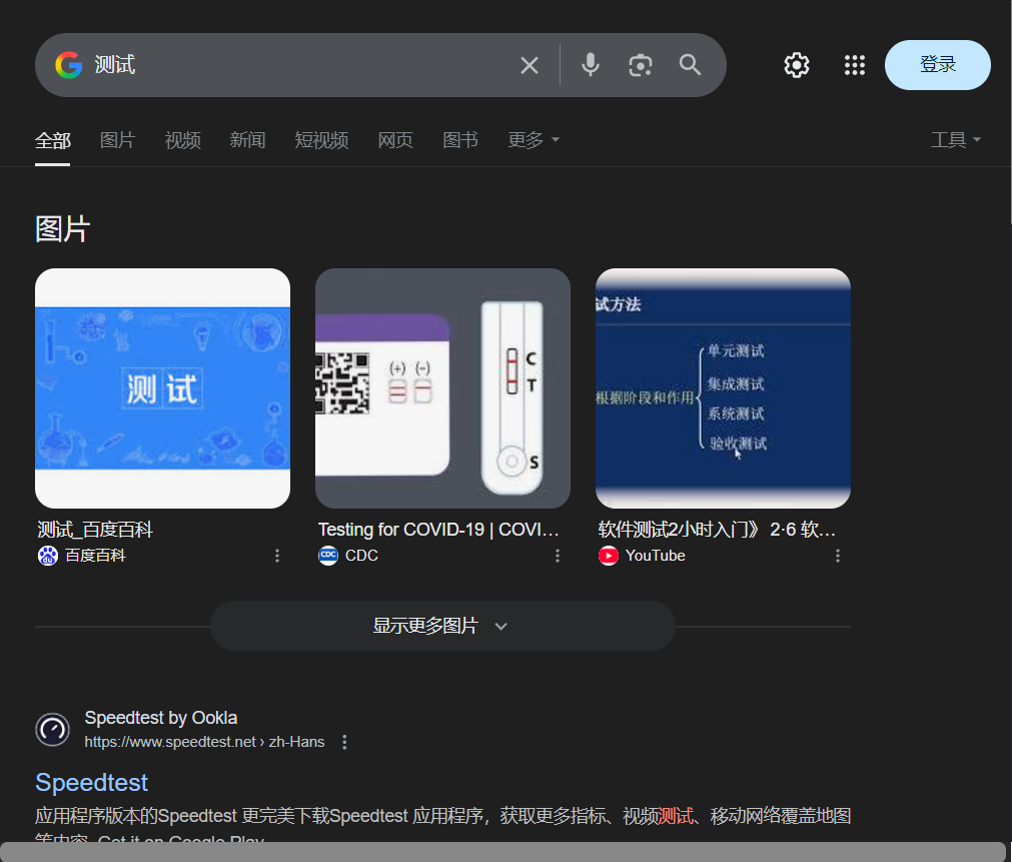 测试
登录
全部 图片 视频 新闻 短视频 网页 图书 更多 工具
图片
测试
(+) (-)
C
T
S
试方法
单元测试
集成测试
根据阶段和作用
系统测试
验收测试
测试_百度百科
百度百科
Testing for COVID-19 | COVI...
CDC
软件测试2小时入门》 2·6 软...
YouTube
显示更多图片
Speedtest by Ookla
https://www.speedtest.net › zh-Hans
Speedtest
应用程序版本的Speedtest 更完美下载Speedtest 应用程序，获取更多指标、视频测试、移动网络覆盖地图
等内容. Get it on Google Play